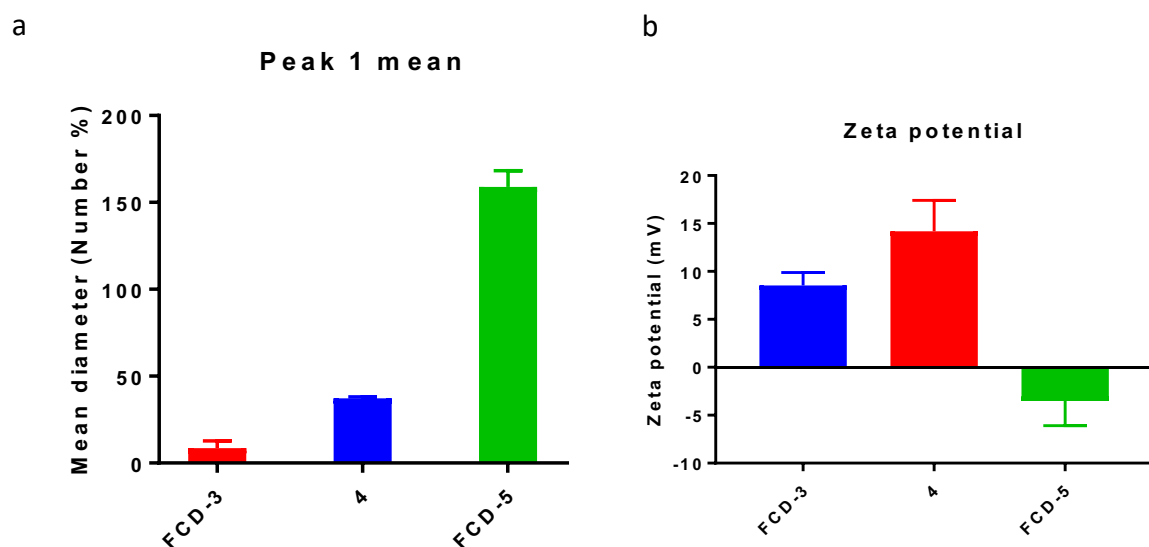 a
Peak 1 mean
Mean diameter (Number %)
200
150
100
50
0
FCD-3
4
FCD-5
b
Zeta potential
Zeta potential (mV)
20
15
10
5
0
-5
-10
FCD-3
4
FCD-5